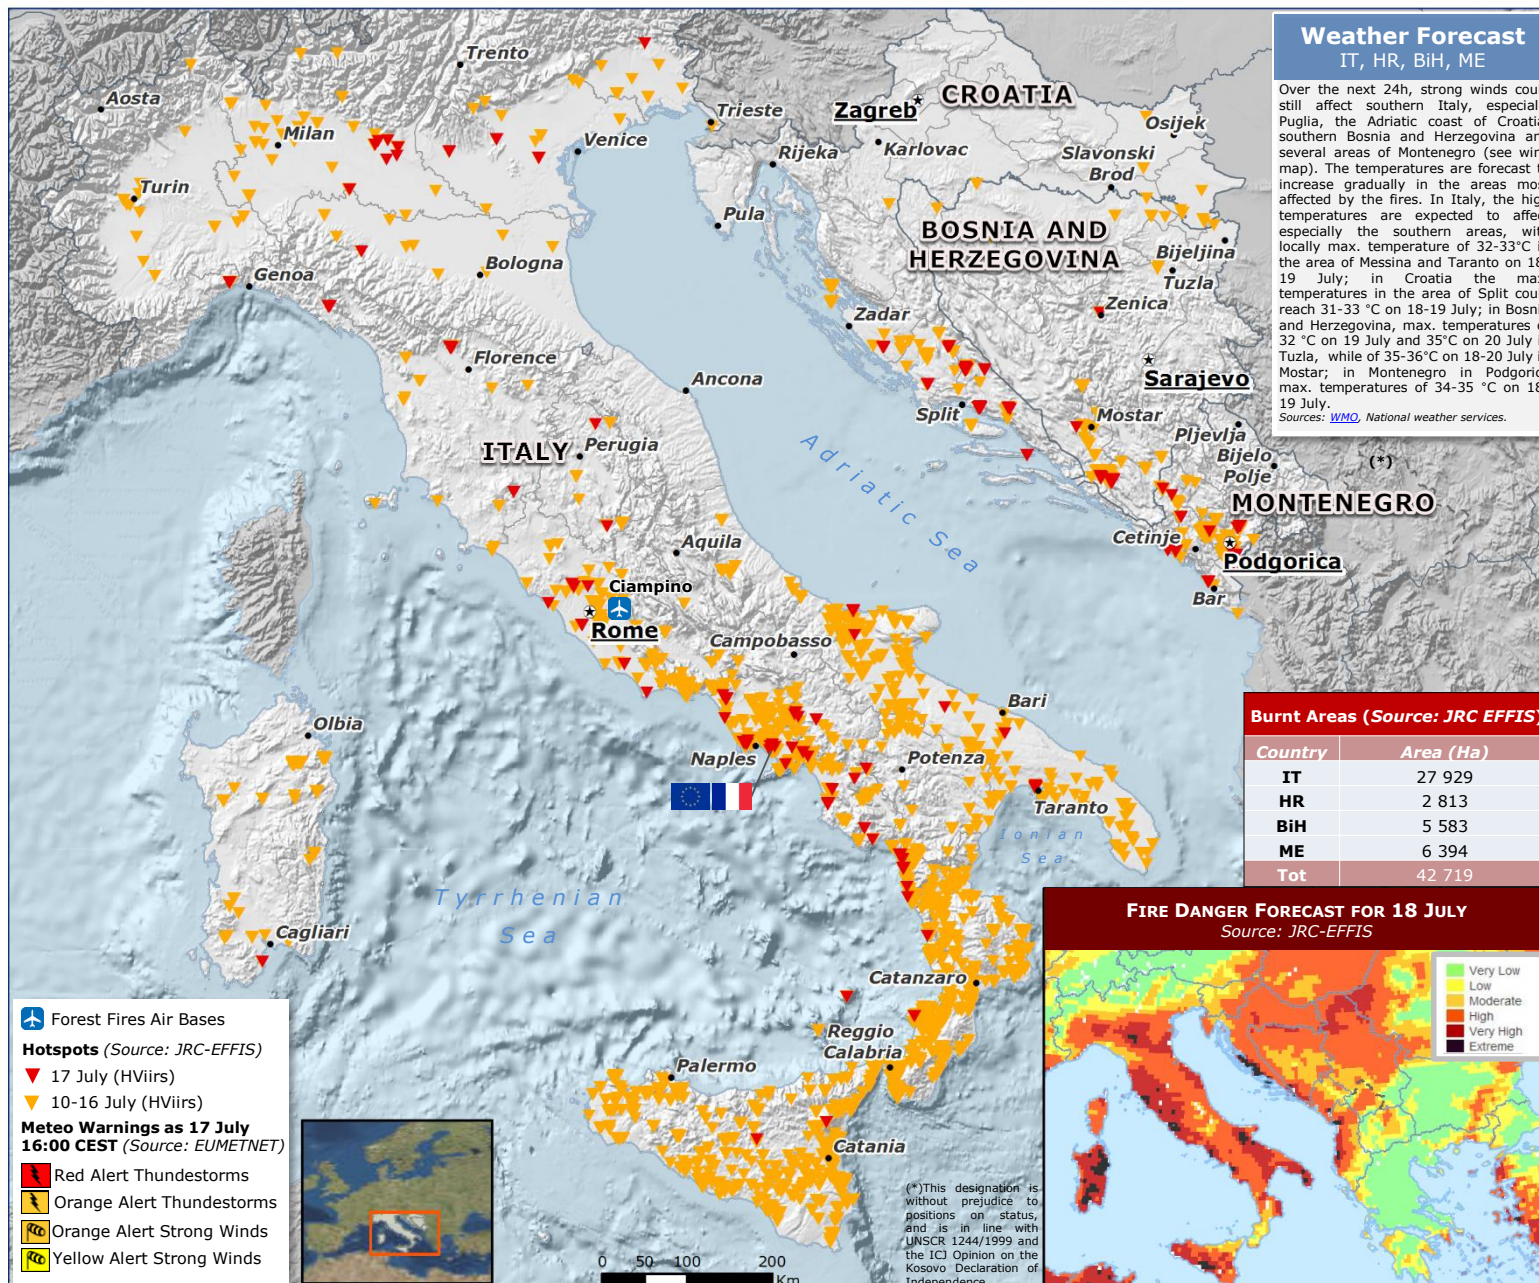 Weather Forecast
IT, HR, BiH, ME
Over the next 24h, strong winds coul
still affect southern Italy, especial
Puglia, the Adriatic coast of Croatia
southern Bosnia and Herzegovina an
several areas of Montenegro (see win
map). The temperatures are forecast t
increase gradually in the areas mos
affected by the fires. In Italy, the hig
temperatures are expected to affe
especially the southern areas, wit
locally max. temperature of 32-33°C i
the area of Messina and Taranto on 18
19 July; in Croatia the max
temperatures in the area of Split coul
reach 31-33 °C on 18-19 July; in Bosni
and Herzegovina, max. temperatures
32 °C on 19 July and 35°C on 20 July i
Tuzla, while of 35-36°C on 18-20 July i
Mostar; in Montenegro in Podgoric
max. temperatures of 34-35 °C on 18
19 July.
Sources: WMO, National weather services.
Trento
Aosta
Milan
Turin
Venice
Trieste
Zagreb
CROATIA
Osijek
Karlovac
Slavonski
Brod
Rijeka
Pula
BOSNIA AND
HERZEGOVINA
Bijeljina
Tuzla
Zenica
Genoa
Bologna
Zadar
Florence
Ancona
Sarajevo
Split
Mostar
Pljevlja
Bijelo
Polje
(*)
ITALY
Perugia
Adriatic Sea
MONTENEGRO
Aquila
Cetinje
Podgorica
Bar
Ciampino
Rome
Campobasso
Bari
Olbia
Naples
Potenza
Taranto
Ionian
Sea
Tyrrhenian
Sea
Cagliari
Catanzaro
Reggio
Calabria
Palermo
Catania
Burnt Areas (Source: JRC EFFIS)
Country Area (Ha)
IT 27 929
HR 2 813
BiH 5 583
ME 6 394
Tot 42 719
FIRE DANGER FORECAST FOR 18 JULY
Source: JRC-EFFIS
Very Low
Low
Moderate
High
Very High
Extreme
Forest Fires Air Bases
Hotspots (Source: JRC-EFFIS)
17 July (HViirs)
10-16 July (HViirs)
Meteo Warnings as 17 July
16:00 CEST (Source: EUMETNET)
Red Alert Thundestorms
Orange Alert Thundestorms
Orange Alert Strong Winds
Yellow Alert Strong Winds
0 50 100 200
Km
(*)This designation is
without prejudice to
positions on status,
and is in line with
UNSCR 1244/1999 and
the ICJ Opinion on the
Kosovo Declaration of
Independence